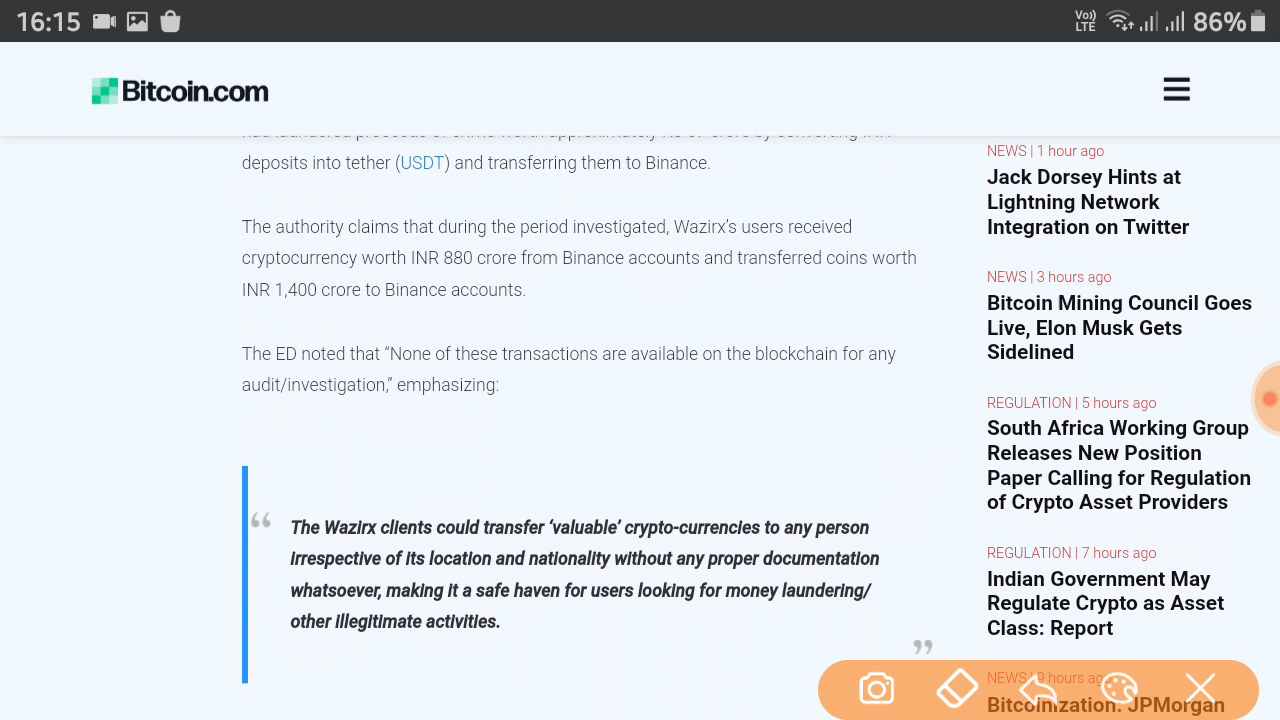 16:15
Vo))
LTE
86%
Bitcoin.com
deposits into tether (USDT) and transferring them to Binance.
The authority claims that during the period investigated, Wazirx’s users received
cryptocurrency worth INR 880 crore from Binance accounts and transferred coins worth
INR 1,400 crore to Binance accounts.
The ED noted that “None of these transactions are available on the blockchain for any
audit/investigation,” emphasizing:
“ The Wazirx clients could transfer ‘valuable’ crypto-currencies to any person
irrespective of its location and nationality without any proper documentation
whatsoever, making it a safe haven for users looking for money laundering/
other illegitimate activities.
”
NEWS | 1 hour ago
Jack Dorsey Hints at
Lightning Network
Integration on Twitter
NEWS | 3 hours ago
Bitcoin Mining Council Goes
Live, Elon Musk Gets
Sidelined
REGULATION | 5 hours ago
South Africa Working Group
Releases New Position
Paper Calling for Regulation
of Crypto Asset Providers
REGULATION | 7 hours ago
Indian Government May
Regulate Crypto as Asset
Class: Report
NEWS | 9 hours ago
Bitcoinization: JPMorgan